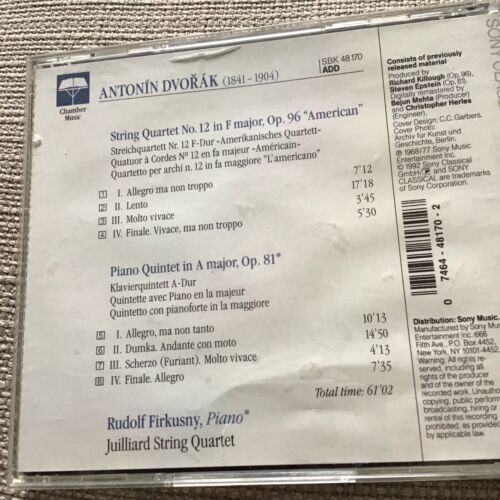 Chamber
Music
ANTONÍN DVOŘÁK (1841 - 1904)
SBK 48170
ADD
String Quartet No. 12 in F major, Op. 96 "American"
Streichquartett Nr. 12 F-Dur -Amerikanisches Quartett-
Quatuor à Cordes Nº 12 en fa majeur -Américain-
Quartetto per archi n. 12 in fa maggiore "L'americano"
1 I. Allegro ma non troppo 7'12
2 II. Lento 17'18
3 III. Molto vivace 3'45
4 IV. Finale. Vivace, ma non troppo 5'30
Piano Quintet in A major, Op. 81*
Klavierquintett A-Dur
Quintette avec Piano en la majeur
Quintetto con pianoforte in la maggiore
5 I. Allegro, ma non tanto 10'13
6 II. Dumka. Andante con moto 14'50
7 III. Scherzo (Furiant). Molto vivace 4'13
8 IV. Finale. Allegro 7'35
Total time: 61'02
Rudolf Firkusny, Piano*
Juilliard String Quartet
Consists of previously
released material
Produced by
Richard Killough (Op. 96),
Steven Epstein (Op. 81).
Digitally remastered by
Bejun Mehta (Producer)
and Christopher Herles
(Engineer).
Cover Design: C.C. Garbers.
Cover Photo:
Archiv für Kunst und
Geschichte, Berlin.
℗ 1968/77 Sony Music
Entertainment Inc.
© 1992 Sony Classical
GmbH/ and SONY
CLASSICAL are trademarks
of Sony Corporation.
0 7464-48170-2
Distribution: Sony Music.
Manufactured by Sony Mu
Entertainment Inc. /666
Fifth Ave., P.O. Box 4452,
New York, NY 10101-4452
Warning: All rights
reserved, including all
rights of the producer
and of the owner of the
recorded work. Unautho
copying, public perform
broadcasting, hiring or
rental of this recording
prohibited, as provided
by applicable law.